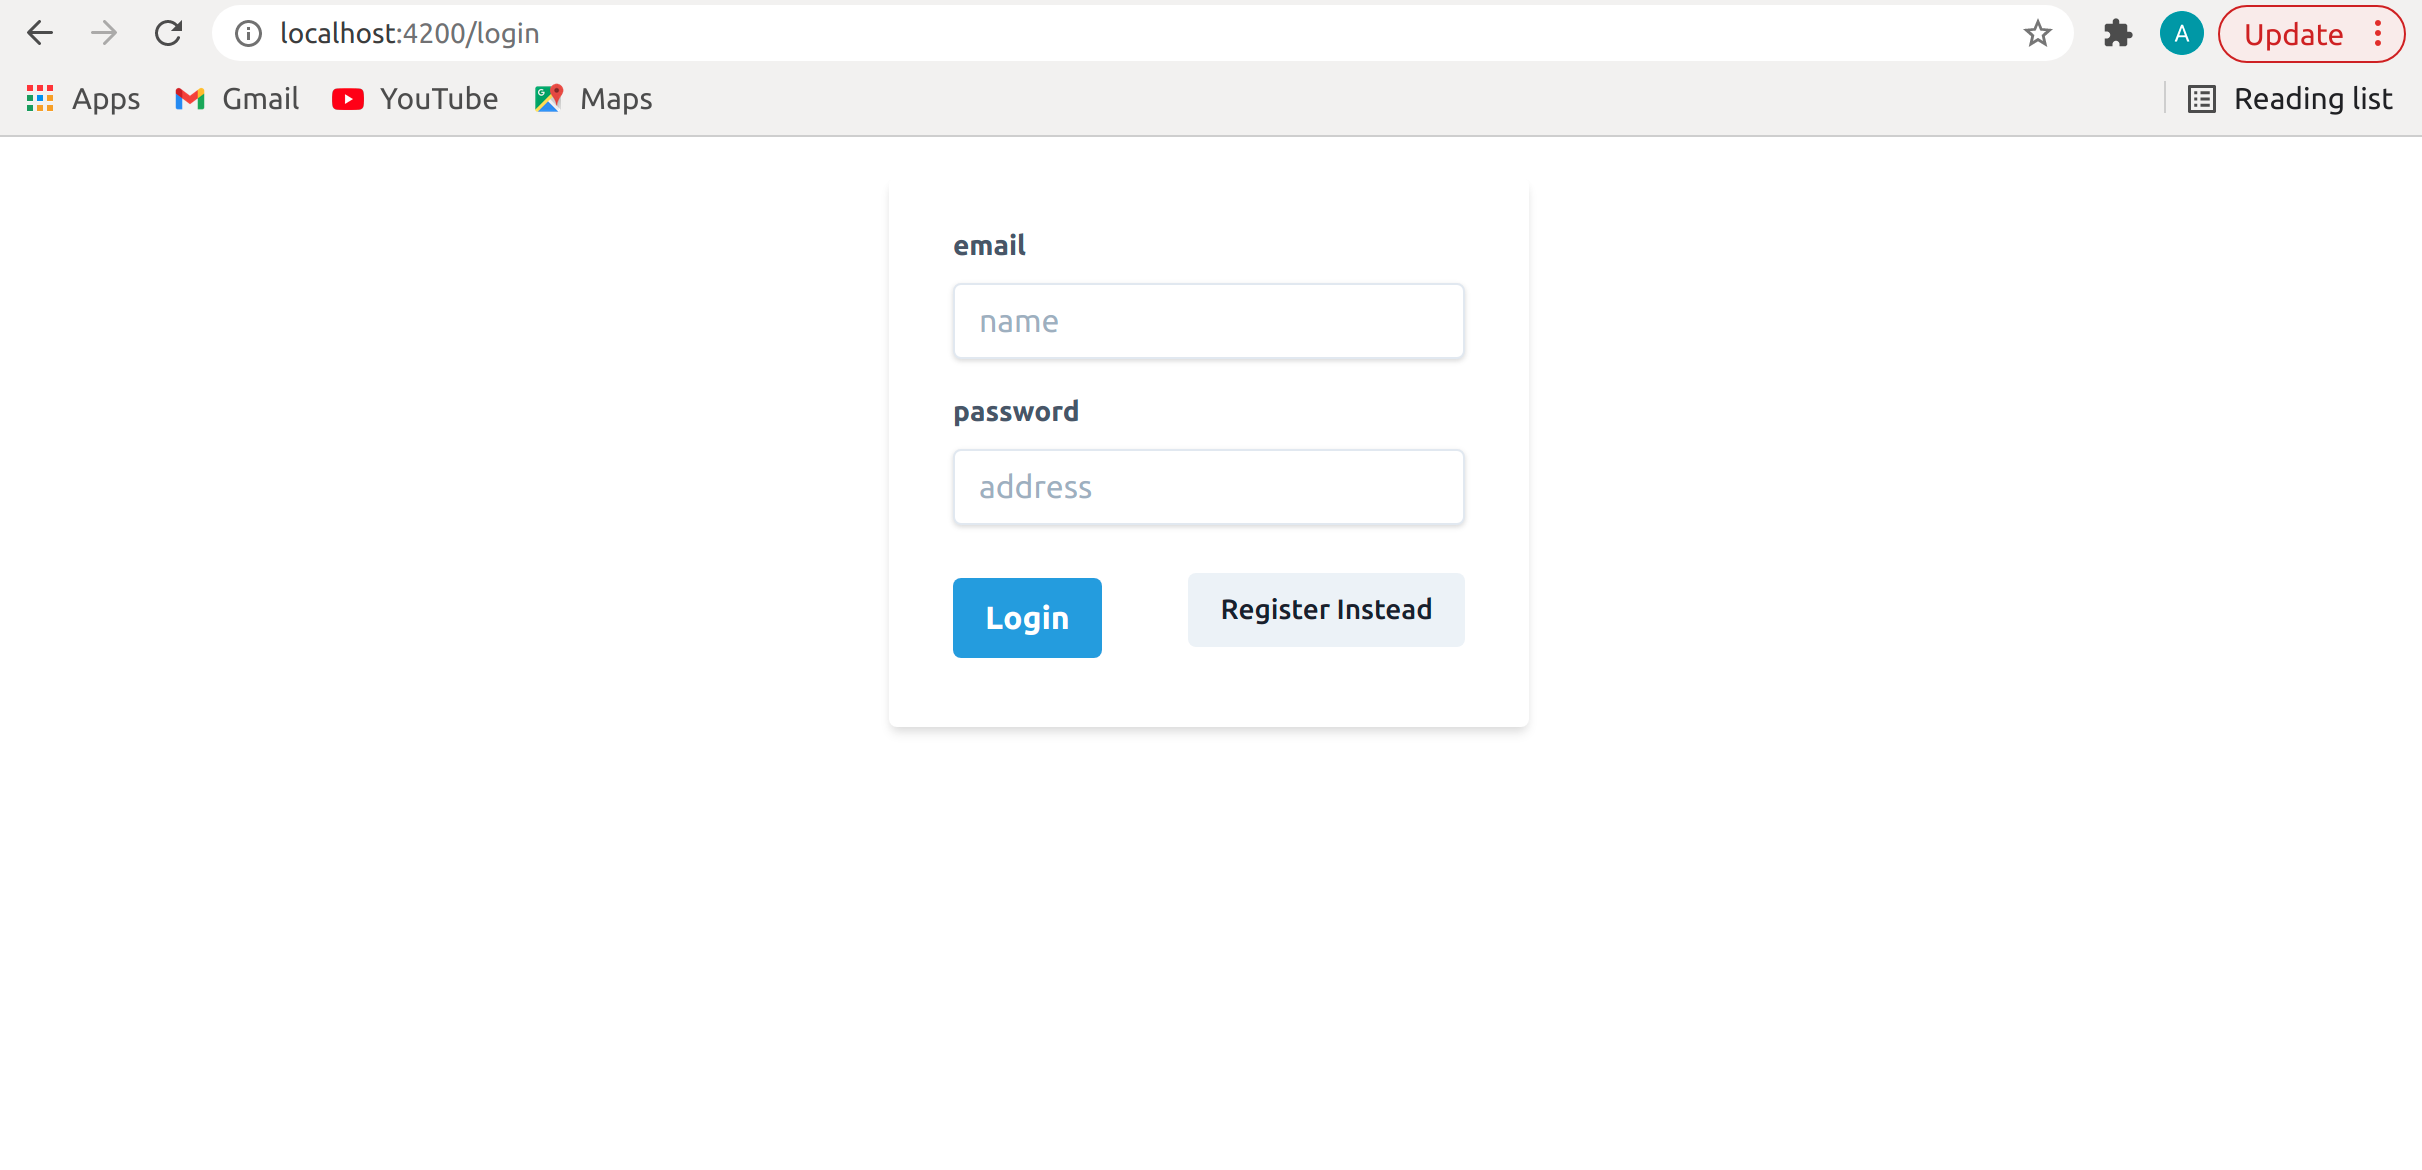 localhost:4200/login
A
Update
Apps
Gmail
YouTube
G
Maps
Reading list
email
name
password
address
Login
Register Instead